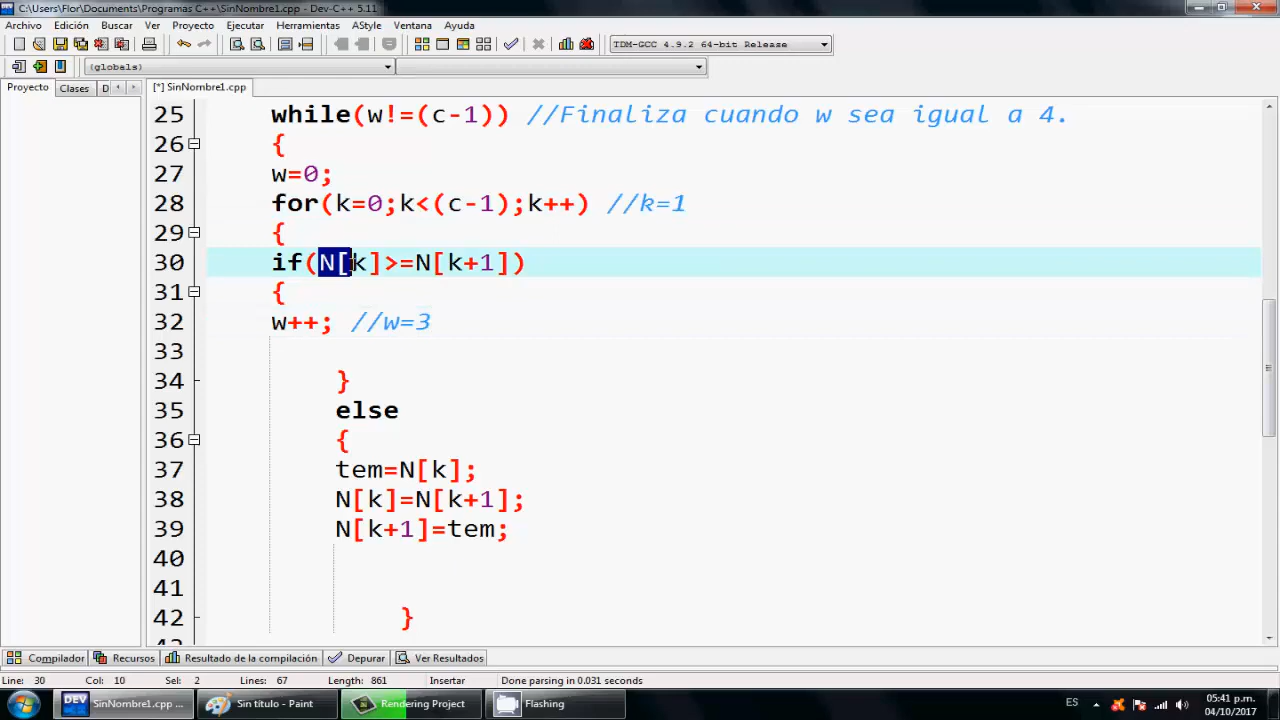 C:\Users\Flor\Documents\Programas C++\SinNombre1.cpp - Dev-C++ 5.11
Archivo Edición Buscar Ver Proyecto Ejecutar Herramientas AStyle Ventana Ayuda
TDM-GCC 4.9.2 64-bit Release
(globals)
Proyecto Clases D [*] SinNombre1.cpp
25 while(w!=(c-1)) //Finaliza cuando w sea igual a 4.
26 {
27 w=0;
28 for(k=0;k<(c-1);k++) //k=1
29 {
30 if(N[k]>=N[k+1])
31 {
32 w++; //w=3
33
34 }
35 else
36 {
37 tem=N[k];
38 N[k]=N[k+1];
39 N[k+1]=tem;
40
41
42 }
Compilador Recursos Resultado de la compilación Depurar Ver Resultados
Line: 30 Col: 10 Sel: 2 Lines: 67 Length: 861 Insertar Done parsing in 0.031 seconds
DEV SinNombre1.cpp ... Sin título - Paint Rendering Project Flashing ES 05:41 p.m.
04/10/2017